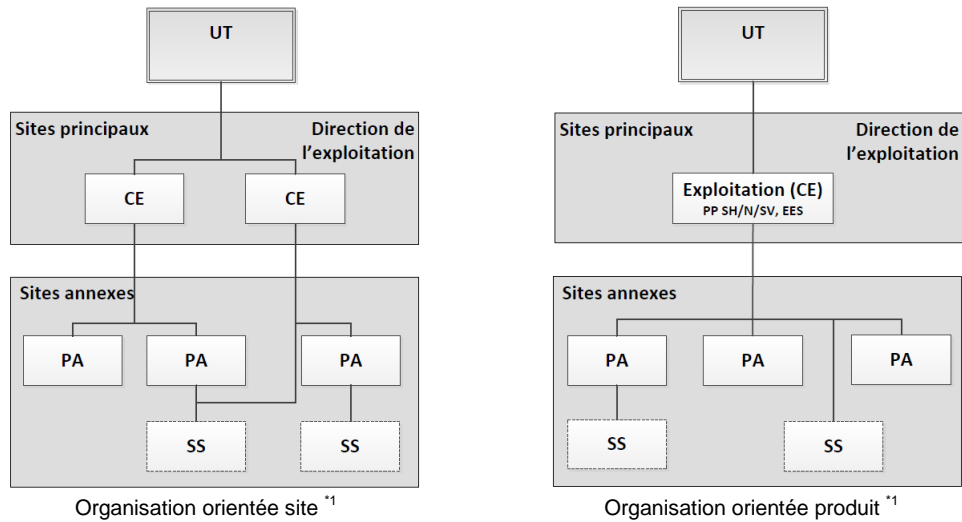 UT
Sites principaux
Direction de
l'exploitation
CE
CE
Sites annexes
PA
PA
PA
SS
SS
Organisation orientée site *1
UT
Sites principaux
Direction de
l'exploitation
Exploitation (CE)
PP SH/N/SV, EES
Sites annexes
PA
PA
PA
SS
SS
Organisation orientée produit *1